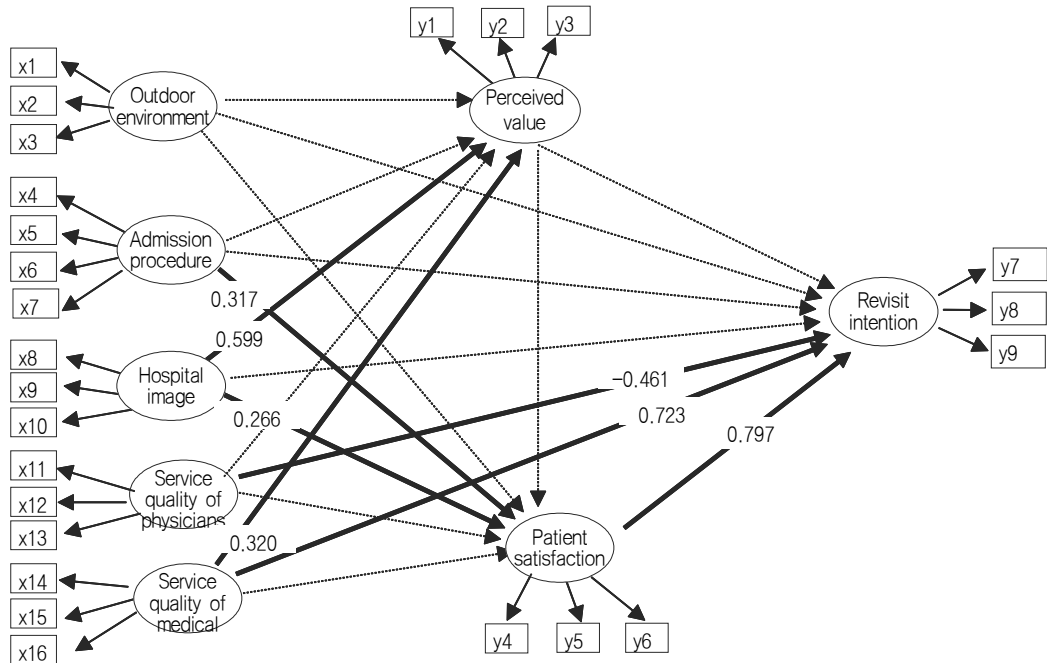 y1
y2
y3
x1
x2
x3
Outdoor
environment
Perceived
value
x4
x5
x6
x7
Admission
procedure
0.317
0.599
y7
y8
y9
Revisit
intention
x8
x9
x10
Hospital
image
0.266
−0.461
0.723
0.797
x11
x12
x13
Service
quality of
physicians
0.320
Patient
satisfaction
x14
x15
x16
Service
quality of
medical
y4
y5
y6